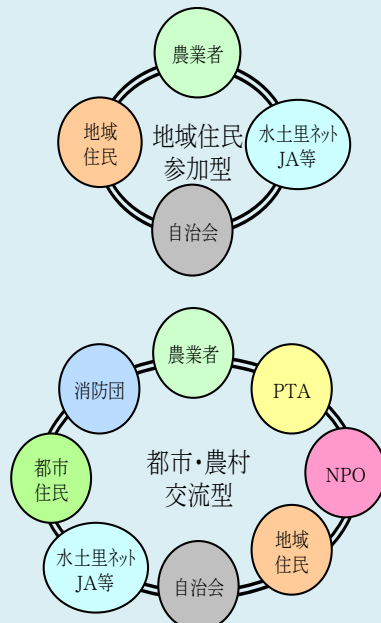 農業者
地域
住民
地域住民
参加型
水土里ネット
JA等
自治会
農業者
消防団
PTA
都市
住民
都市・農村
交流型
NPO
水土里ネット
JA等
地域
住民
自治会